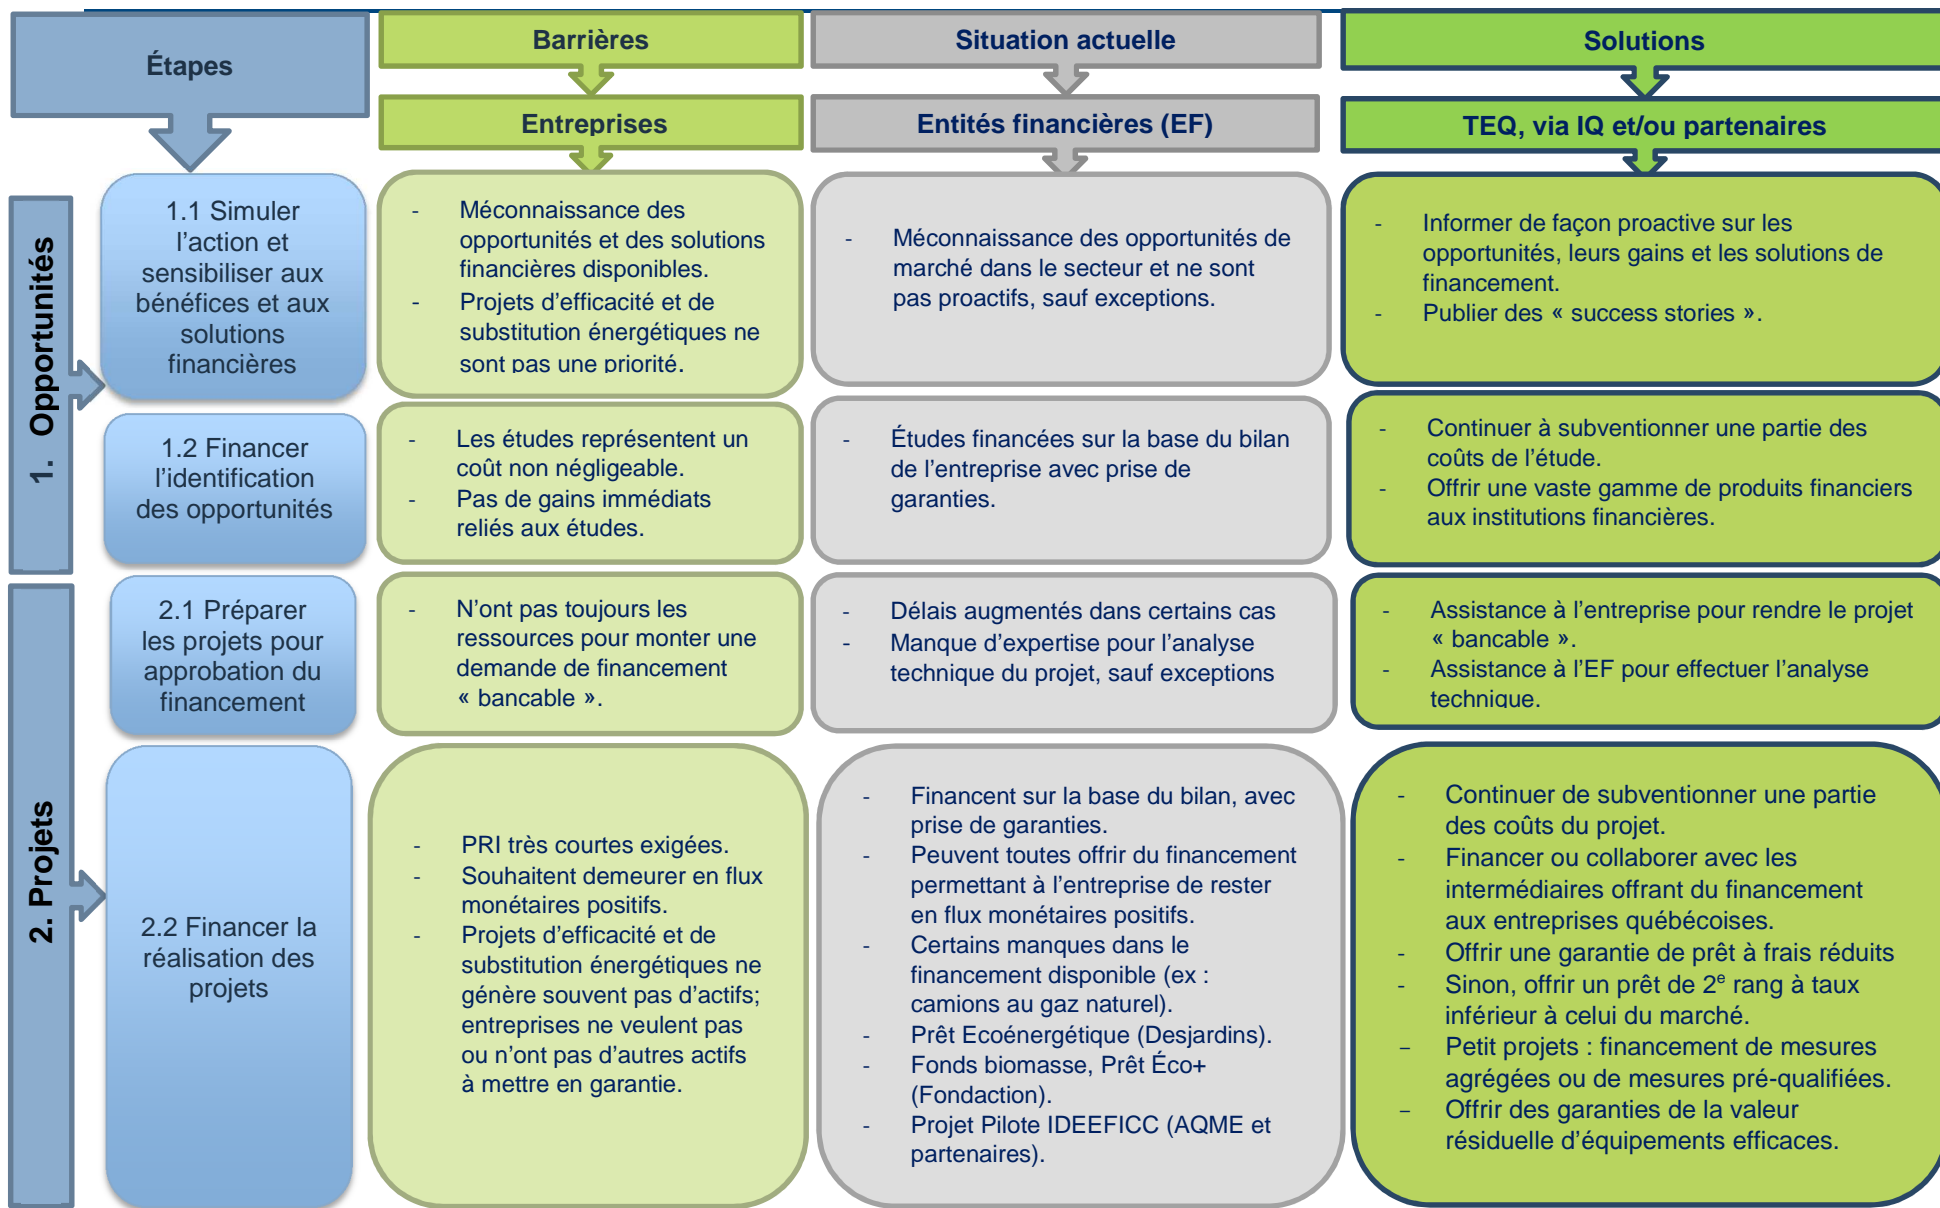 Étapes
Barrières
Situation actuelle
Solutions
Entreprises
Entités financières (EF)
TEQ, via IQ et/ou partenaires
1. Opportunités
1.1 Simuler
l’action et
sensibiliser aux
bénéfices et aux
solutions
financières
- Méconnaissance des
opportunités et des solutions
financières disponibles.
- Projets d’efficacité et de
substitution énergétiques ne
sont pas une priorité.
- Méconnaissance des opportunités de
marché dans le secteur et ne sont
pas proactifs, sauf exceptions.
- Informer de façon proactive sur les
opportunités, leurs gains et les solutions de
financement.
- Publier des « success stories ».
1.2 Financer
l’identification
des opportunités
- Les études représentent un
coût non négligeable.
- Pas de gains immédiats
reliés aux études.
- Études financées sur la base du bilan
de l’entreprise avec prise de
garanties.
- Continuer à subventionner une partie des
coûts de l’étude.
- Offrir une vaste gamme de produits financiers
aux institutions financières.
2. Projets
2.1 Préparer
les projets pour
approbation du
financement
- N’ont pas toujours les
ressources pour monter une
demande de financement
« bancable ».
- Délais augmentés dans certains cas
- Manque d’expertise pour l’analyse
technique du projet, sauf exceptions
- Assistance à l’entreprise pour rendre le projet
« bancable ».
- Assistance à l’EF pour effectuer l’analyse
technique.
2.2 Financer la
réalisation des
projets
- PRI très courtes exigées.
- Souhaitent demeurer en flux
monétaires positifs.
- Projets d’efficacité et de
substitution énergétiques ne
génère souvent pas d’actifs;
entreprises ne veulent pas
ou n’ont pas d’autres actifs
à mettre en garantie.
- Financent sur la base du bilan, avec
prise de garanties.
- Peuvent toutes offrir du financement
permettant à l’entreprise de rester
en flux monétaires positifs.
- Certains manques dans le
financement disponible (ex :
camions au gaz naturel).
- Prêt Ecoénergétique (Desjardins).
- Fonds biomasse, Prêt Éco+
(Fondaction).
- Projet Pilote IDEEFICC (AQME et
partenaires).
- Continuer de subventionner une partie
des coûts du projet.
- Financer ou collaborer avec les
intermédiaires offrant du financement
aux entreprises québécoises.
- Offrir une garantie de prêt à frais réduits
- Sinon, offrir un prêt de 2e rang à taux
inférieur à celui du marché.
− Petit projets : financement de mesures
agrégées ou de mesures pré-qualifiées.
− Offrir des garanties de la valeur
résiduelle d’équipements efficaces.